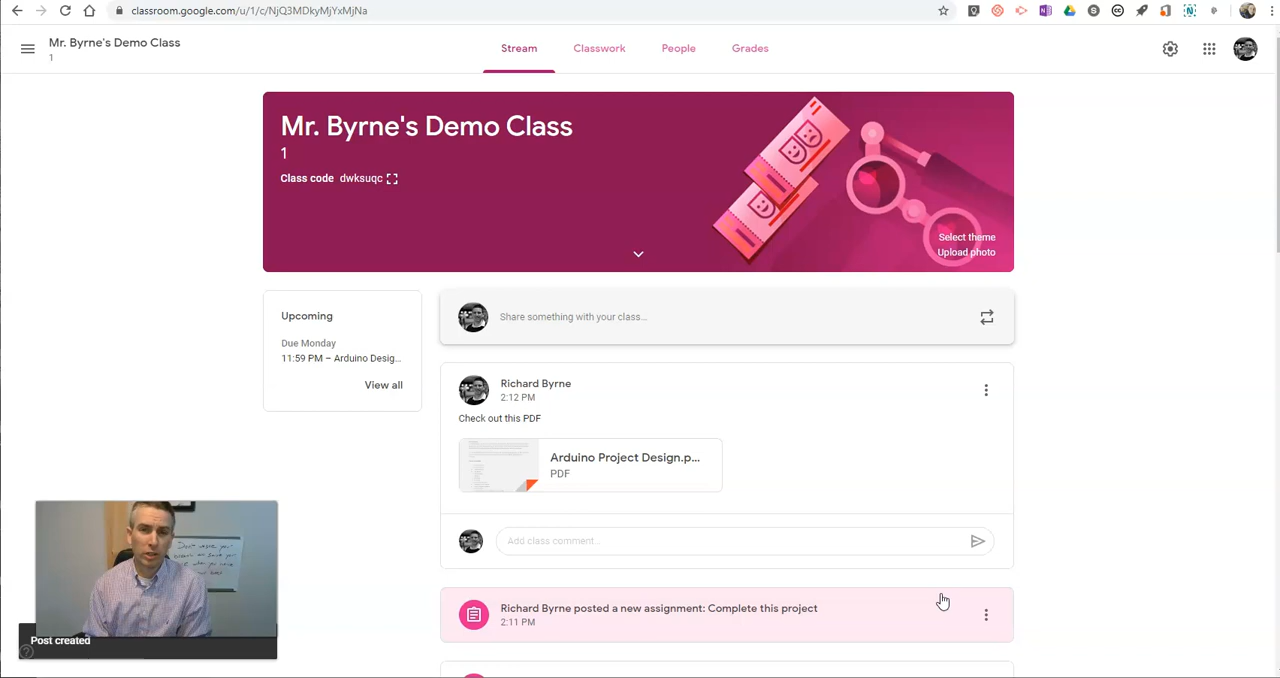 classroom.google.com/u/1/c/NjQ3MDkyMjYxMjNa
Mr. Byrne's Demo Class
1
Stream
Classwork
People
Grades
Mr. Byrne's Demo Class
1
Class code dwksuqc
Select theme
Upload photo
Upcoming
Due Monday
11:59 PM – Arduino Desig...
View all
Share something with your class...
Richard Byrne
2:12 PM
Check out this PDF
Arduino Project Design.p...
PDF
Add class comment...
Richard Byrne posted a new assignment: Complete this project
2:11 PM
Don't waste your
Post created